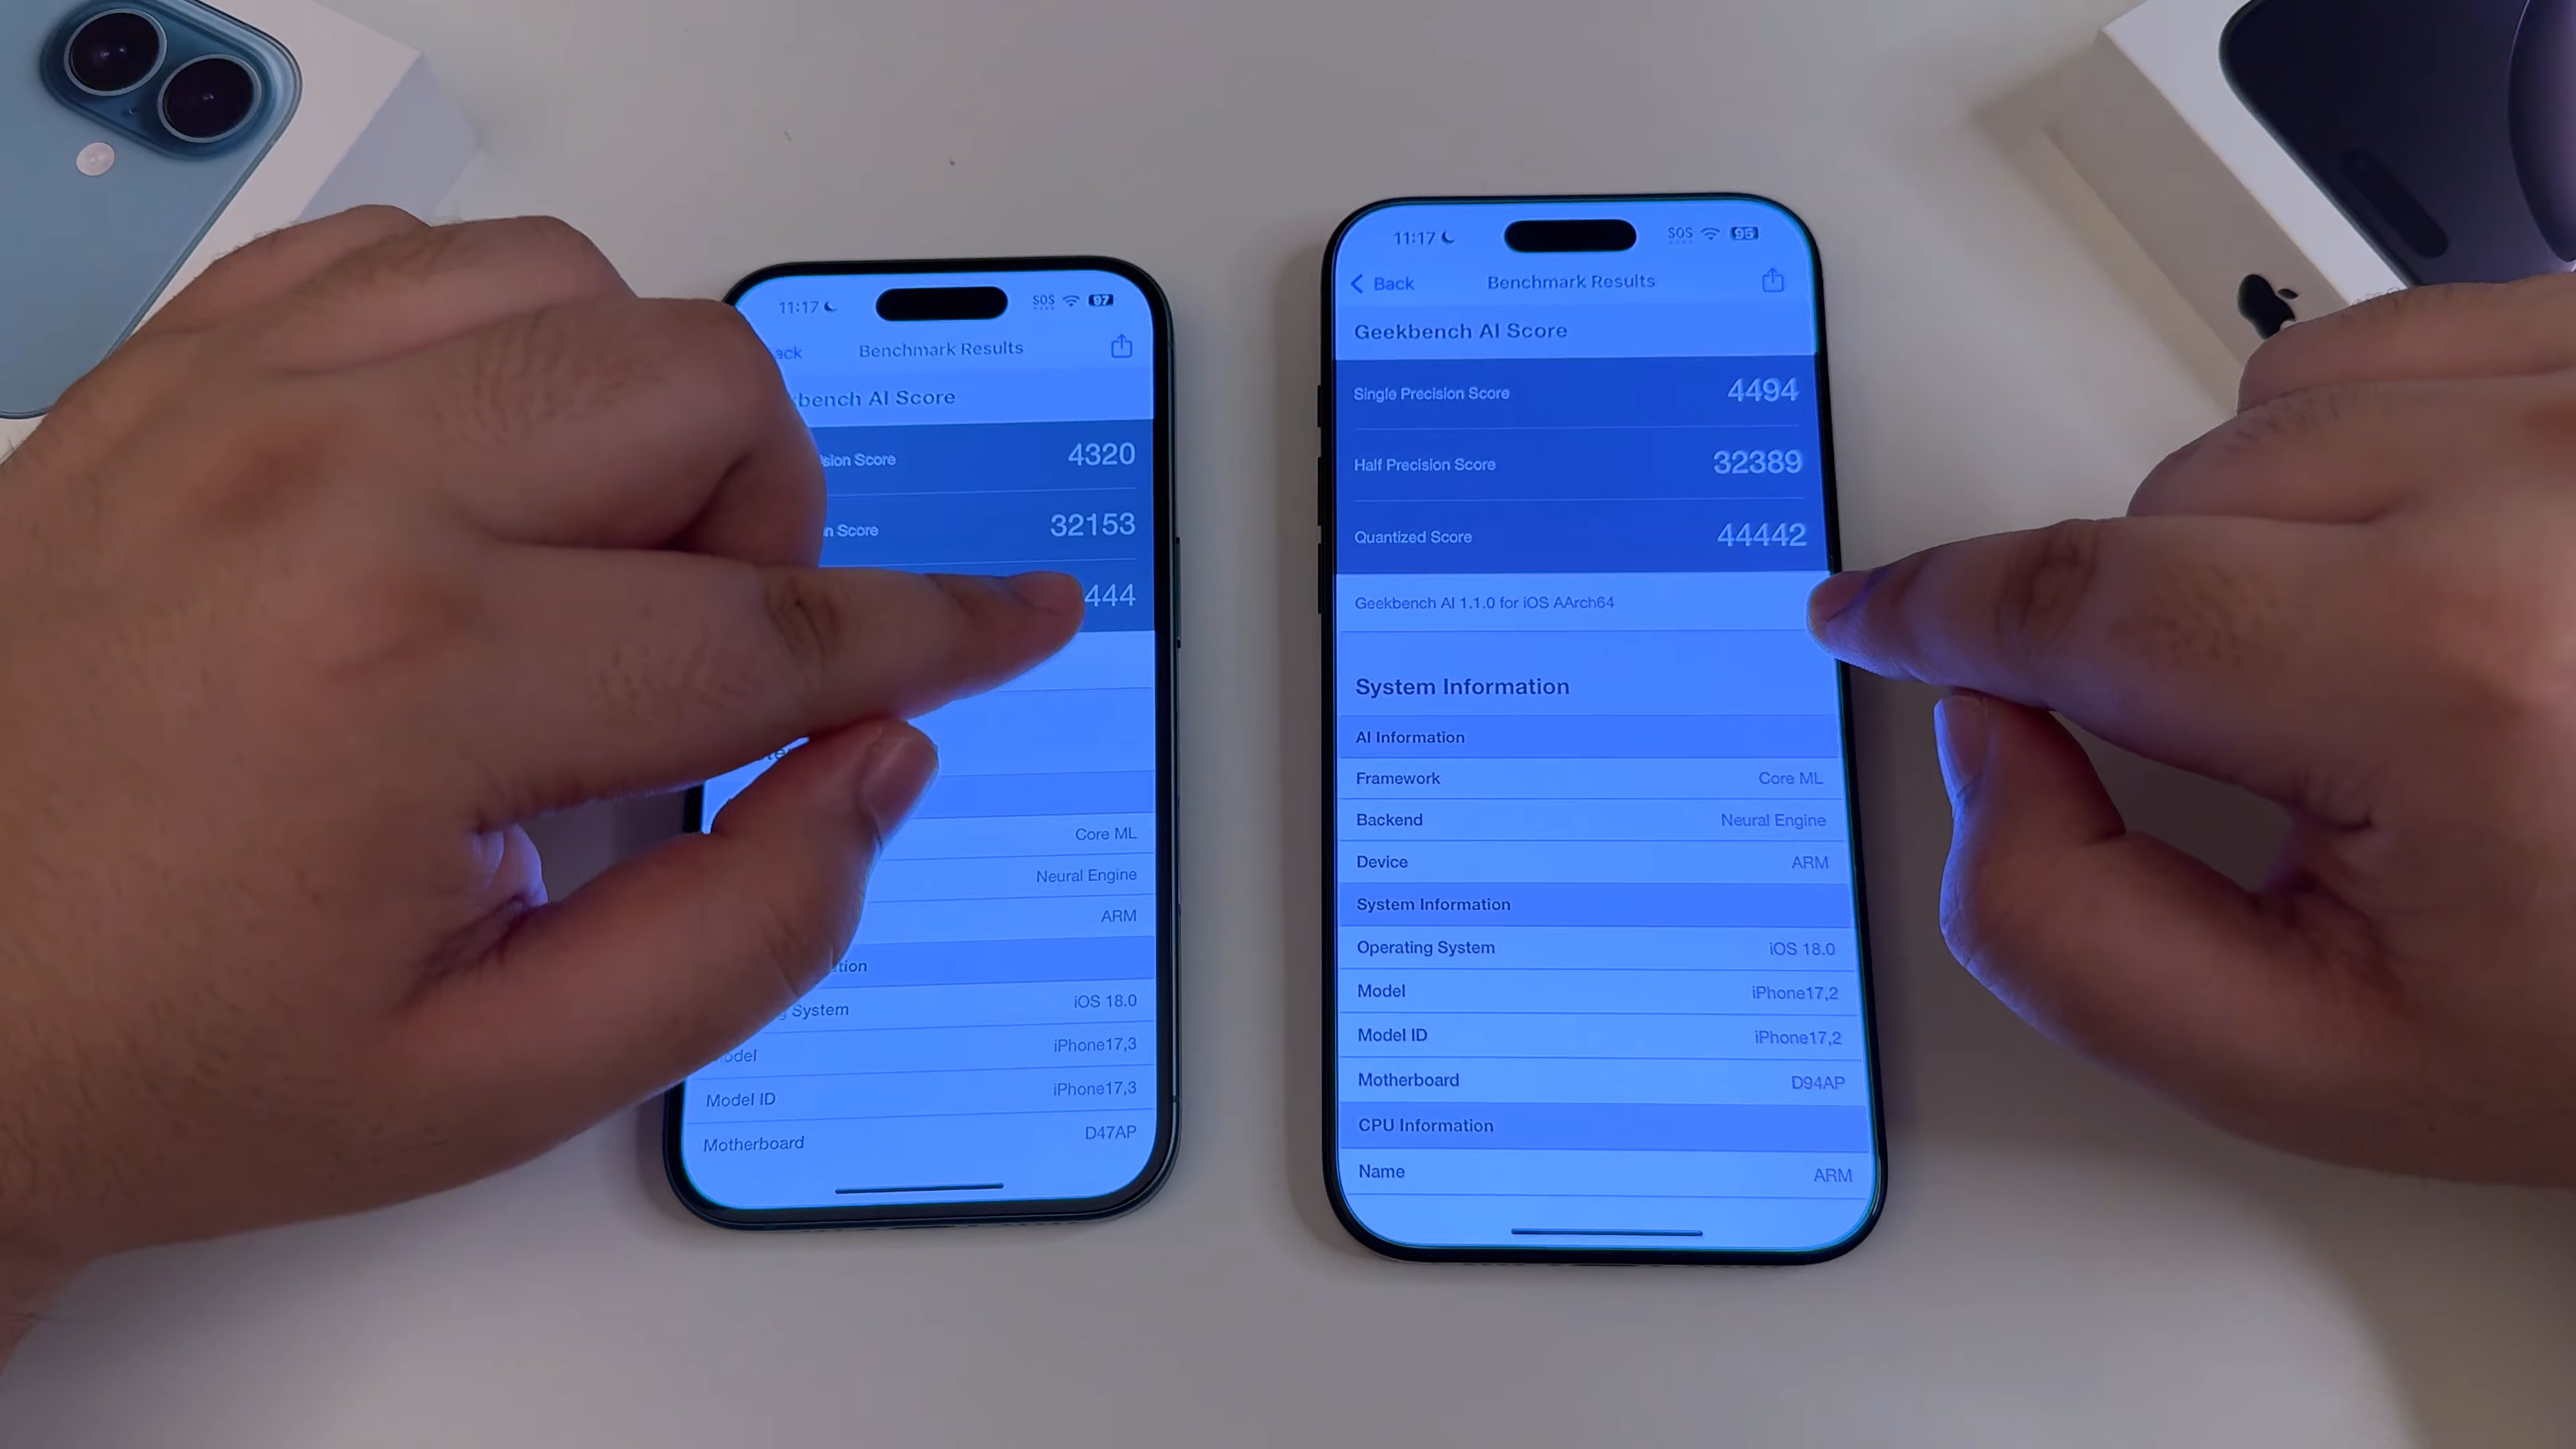 11:17
SOS
97
ack
Benchmark Results
bench AI Score
sion Score
4320
n Score
32153
444
Core ML
Neural Engine
ARM
tion
System
iOS 18.0
odel
iPhone17,3
Model ID
iPhone17,3
Motherboard
D47AP
11:17
SOS
95
Back
Benchmark Results
Geekbench AI Score
Single Precision Score
4494
Half Precision Score
32389
Quantized Score
44442
Geekbench AI 1.1.0 for iOS AArch64
System Information
AI Information
Framework
Core ML
Backend
Neural Engine
Device
ARM
System Information
Operating System
iOS 18.0
Model
iPhone17,2
Model ID
iPhone17,2
Motherboard
D94AP
CPU Information
Name
ARM